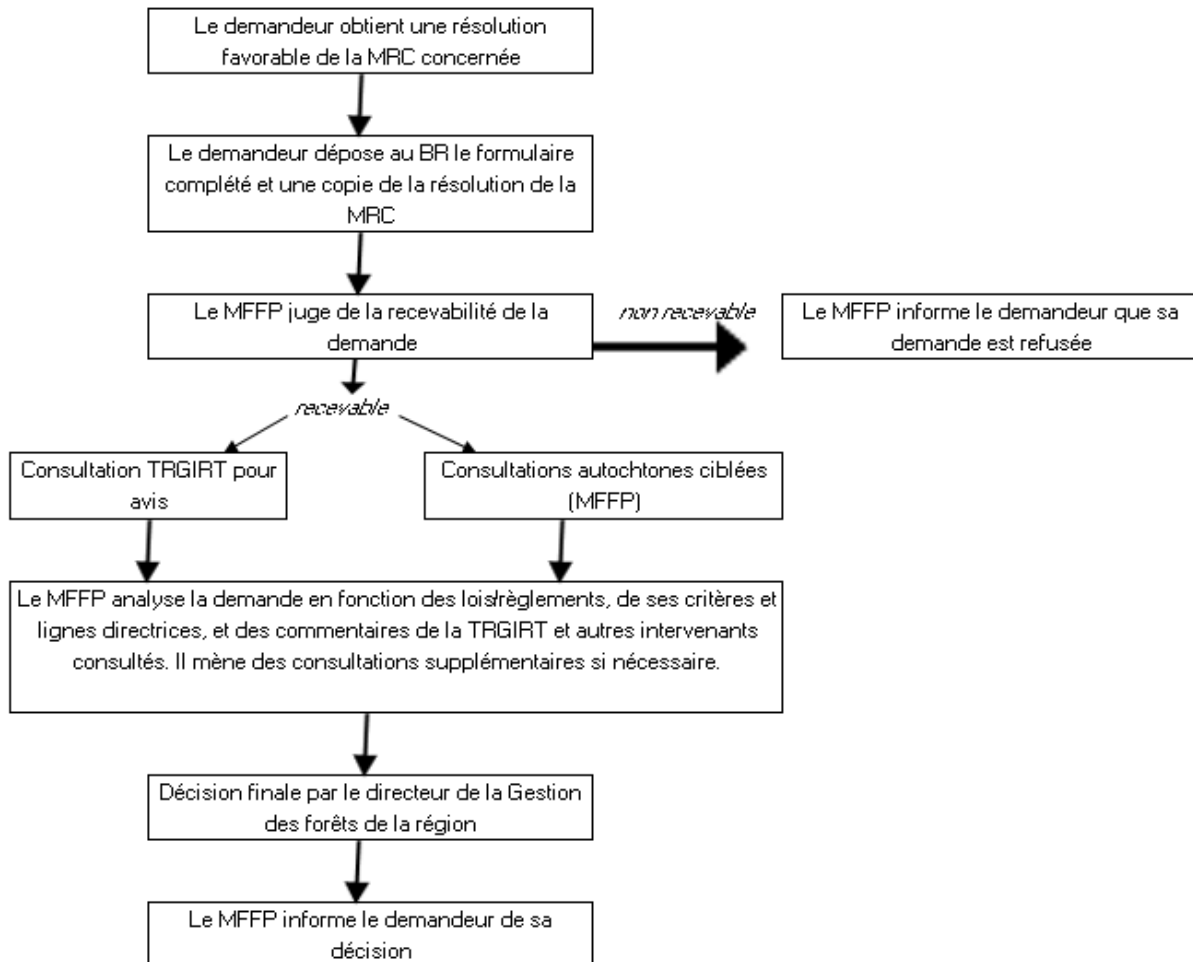 Le demandeur obtient une résolution
favorable de la MRC concernée
Le demandeur dépose au BR le formulaire
complété et une copie de la résolution de la
MRC
Le MFFP juge de la recevabilité de la
demande
non recevable
Le MFFP informe le demandeur que sa
demande est refusée
recevable
Consultation TRGIRT pour
avis
Consultations autochtones ciblées
(MFFP)
Le MFFP analyse la demande en fonction des lois/règlements, de ses critères et
lignes directrices, et des commentaires de la TRGIRT et autres intervenants
consultés. Il mène des consultations supplémentaires si nécessaire.
Décision finale par le directeur de la Gestion
des forêts de la région
Le MFFP informe le demandeur de sa
décision